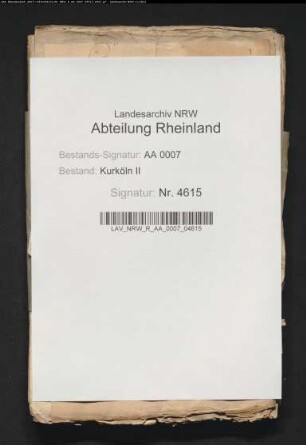 Landesarchiv NRW
Abteilung Rheinland
Bestands-Signatur: AA 0007
Bestand: Kurköln II
Signatur: Nr. 4615
LAV_NRW_R_AA_0007_04615